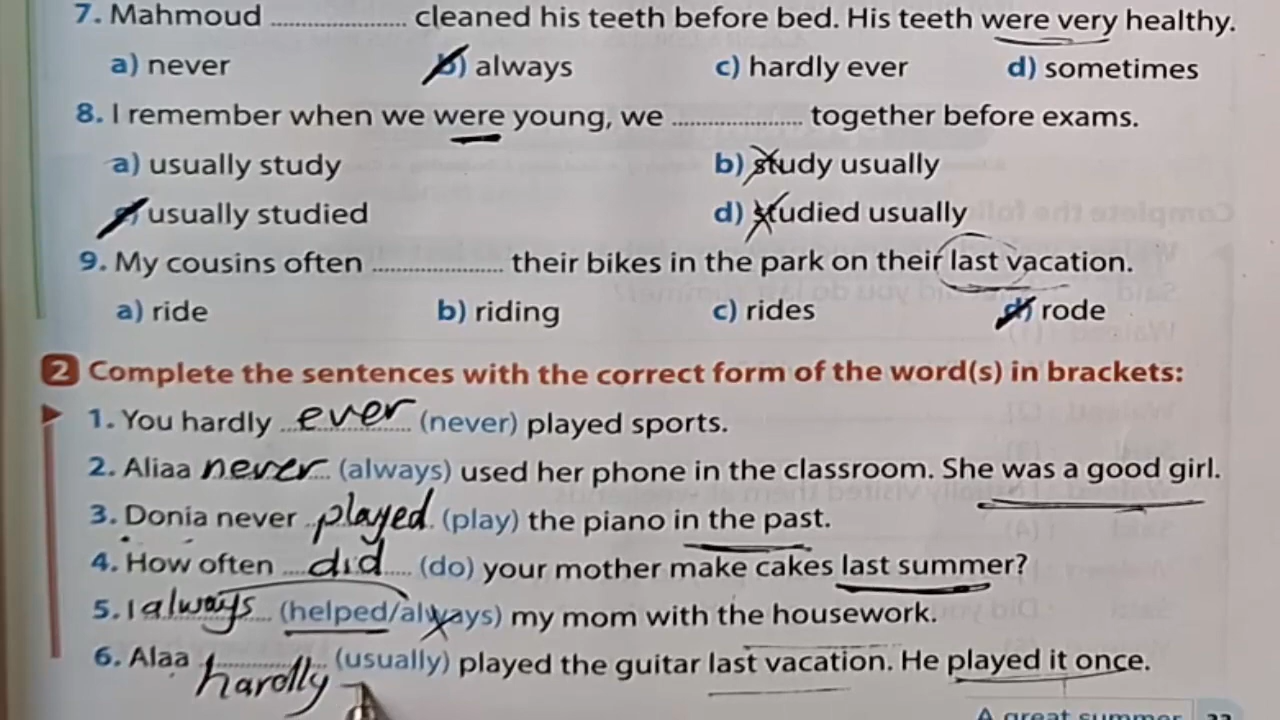 7. Mahmoud .................. cleaned his teeth before bed. His teeth were very healthy.
a) never b) always c) hardly ever d) sometimes
8. I remember when we were young, we .................. together before exams.
a) usually study b) study usually
c) usually studied d) studied usually
9. My cousins often .................. their bikes in the park on their last vacation.
a) ride b) riding c) rides d) rode
2 Complete the sentences with the correct form of the word(s) in brackets:
1. You hardly ever (never) played sports.
2. Aliaa never (always) used her phone in the classroom. She was a good girl.
3. Donia never played (play) the piano in the past.
4. How often did (do) your mother make cakes last summer?
5. I always (helped/always) my mom with the housework.
6. Alaa hardly (usually) played the guitar last vacation. He played it once.
A great summer